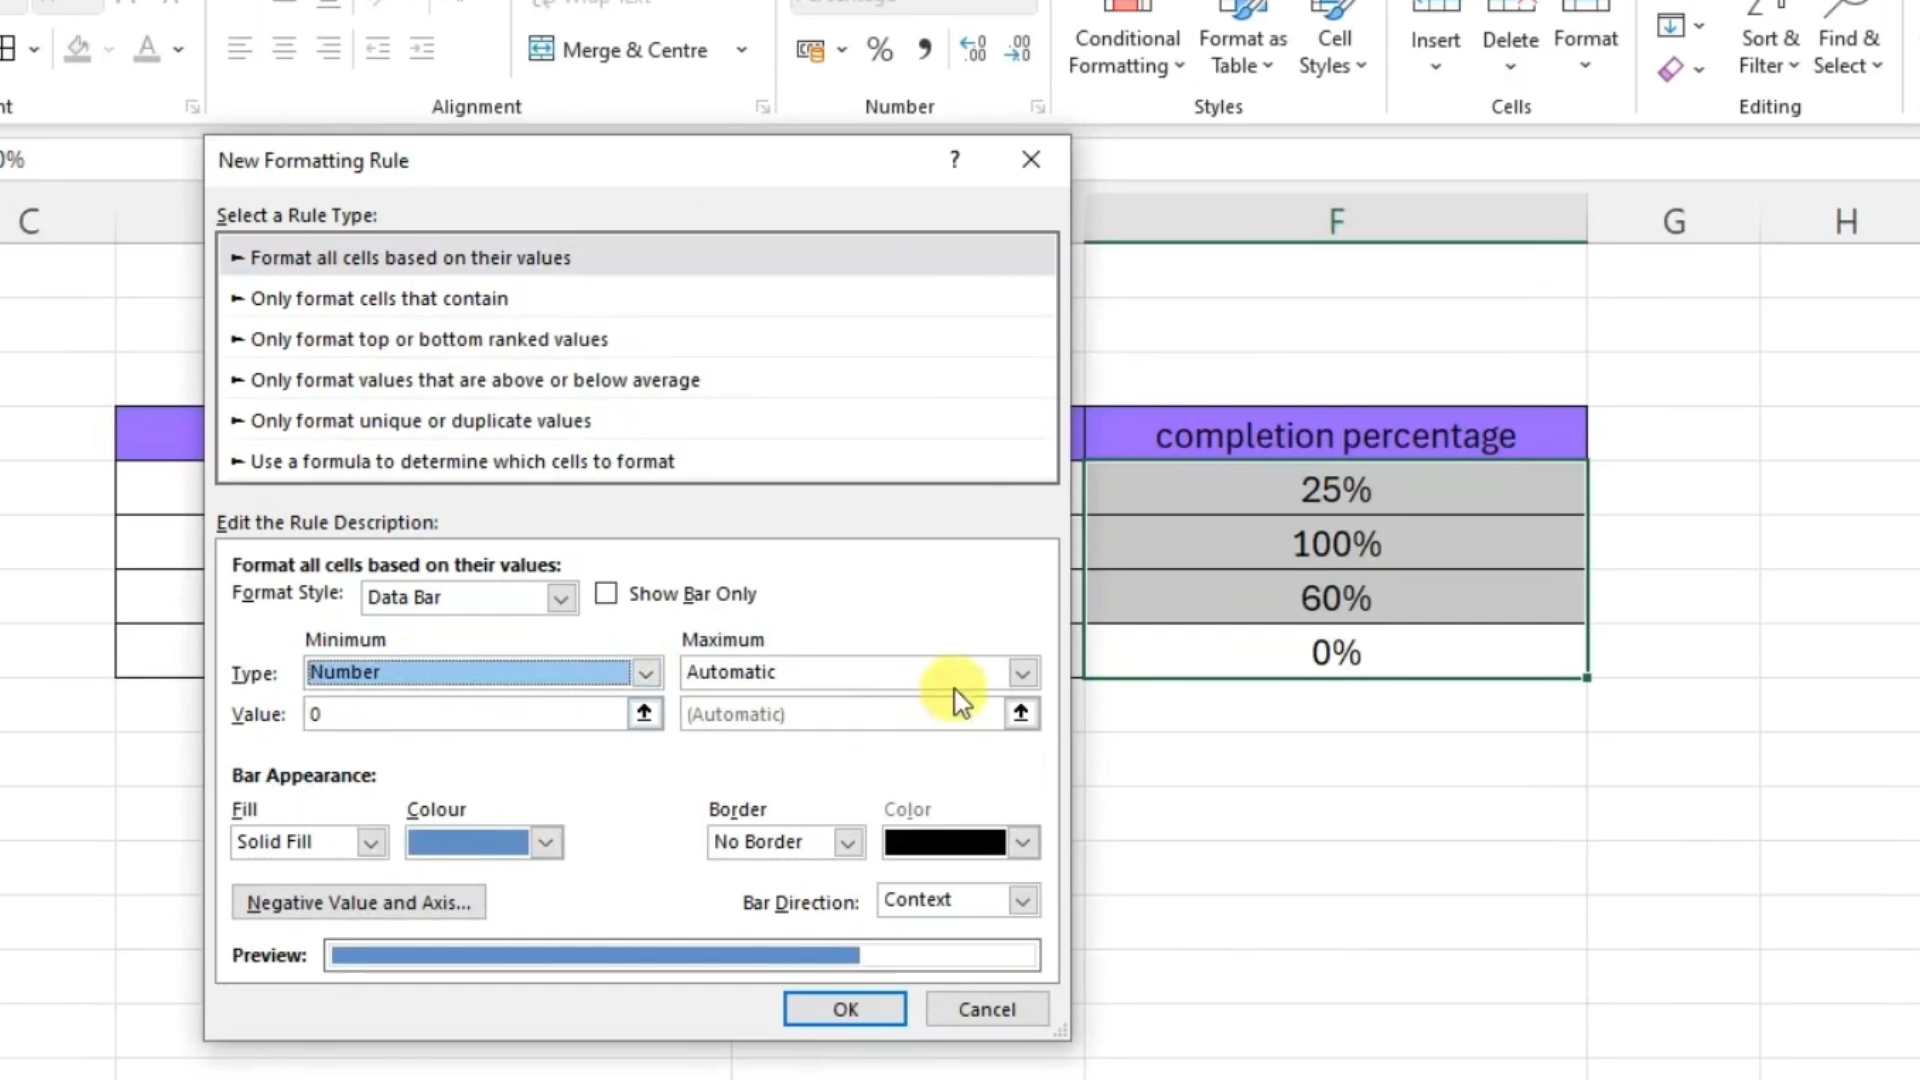 Merge & Centre
Conditional
Formatting
Format as
Table
Cell
Styles
Insert
Delete
Format
Sort &
Filter
Find &
Select
nt
Alignment
Number
Styles
Cells
Editing
0%
New Formatting Rule
?
C
F
G
H
Select a Rule Type:
► Format all cells based on their values
► Only format cells that contain
► Only format top or bottom ranked values
► Only format values that are above or below average
► Only format unique or duplicate values
► Use a formula to determine which cells to format
completion percentage
25%
100%
60%
0%
Edit the Rule Description:
Format all cells based on their values:
Format Style: Data Bar Show Bar Only
Minimum Maximum
Type: Number Automatic
Value: 0 (Automatic)
Bar Appearance:
Fill Colour Border Color
Solid Fill No Border
Negative Value and Axis... Bar Direction: Context
Preview:
OK Cancel